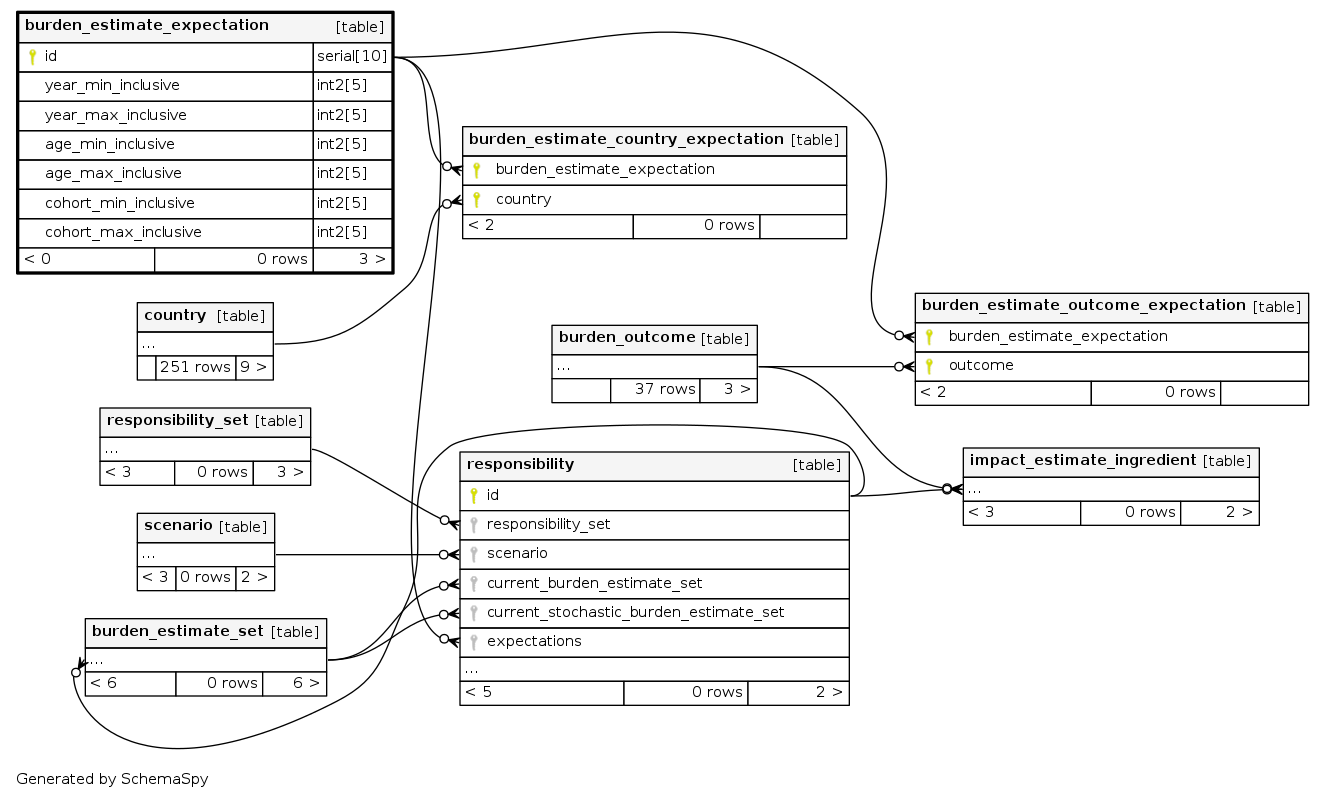 burden_estimate_expectation [table]
id serial[10]
year_min_inclusive int2[5]
year_max_inclusive int2[5]
age_min_inclusive int2[5]
age_max_inclusive int2[5]
cohort_min_inclusive int2[5]
cohort_max_inclusive int2[5]
< 0 0 rows 3 >
burden_estimate_country_expectation [table]
burden_estimate_expectation
country
< 2 0 rows
country [table]
...
251 rows 9 >
burden_outcome [table]
...
37 rows 3 >
burden_estimate_outcome_expectation [table]
burden_estimate_expectation
outcome
< 2 0 rows
responsibility_set [table]
...
< 3 0 rows 3 >
scenario [table]
...
< 3 0 rows 2 >
burden_estimate_set [table]
...
< 6 0 rows 6 >
responsibility [table]
id
responsibility_set
scenario
current_burden_estimate_set
current_stochastic_burden_estimate_set
expectations
...
< 5 0 rows 2 >
impact_estimate_ingredient [table]
...
< 3 0 rows 2 >
Generated by SchemaSpy